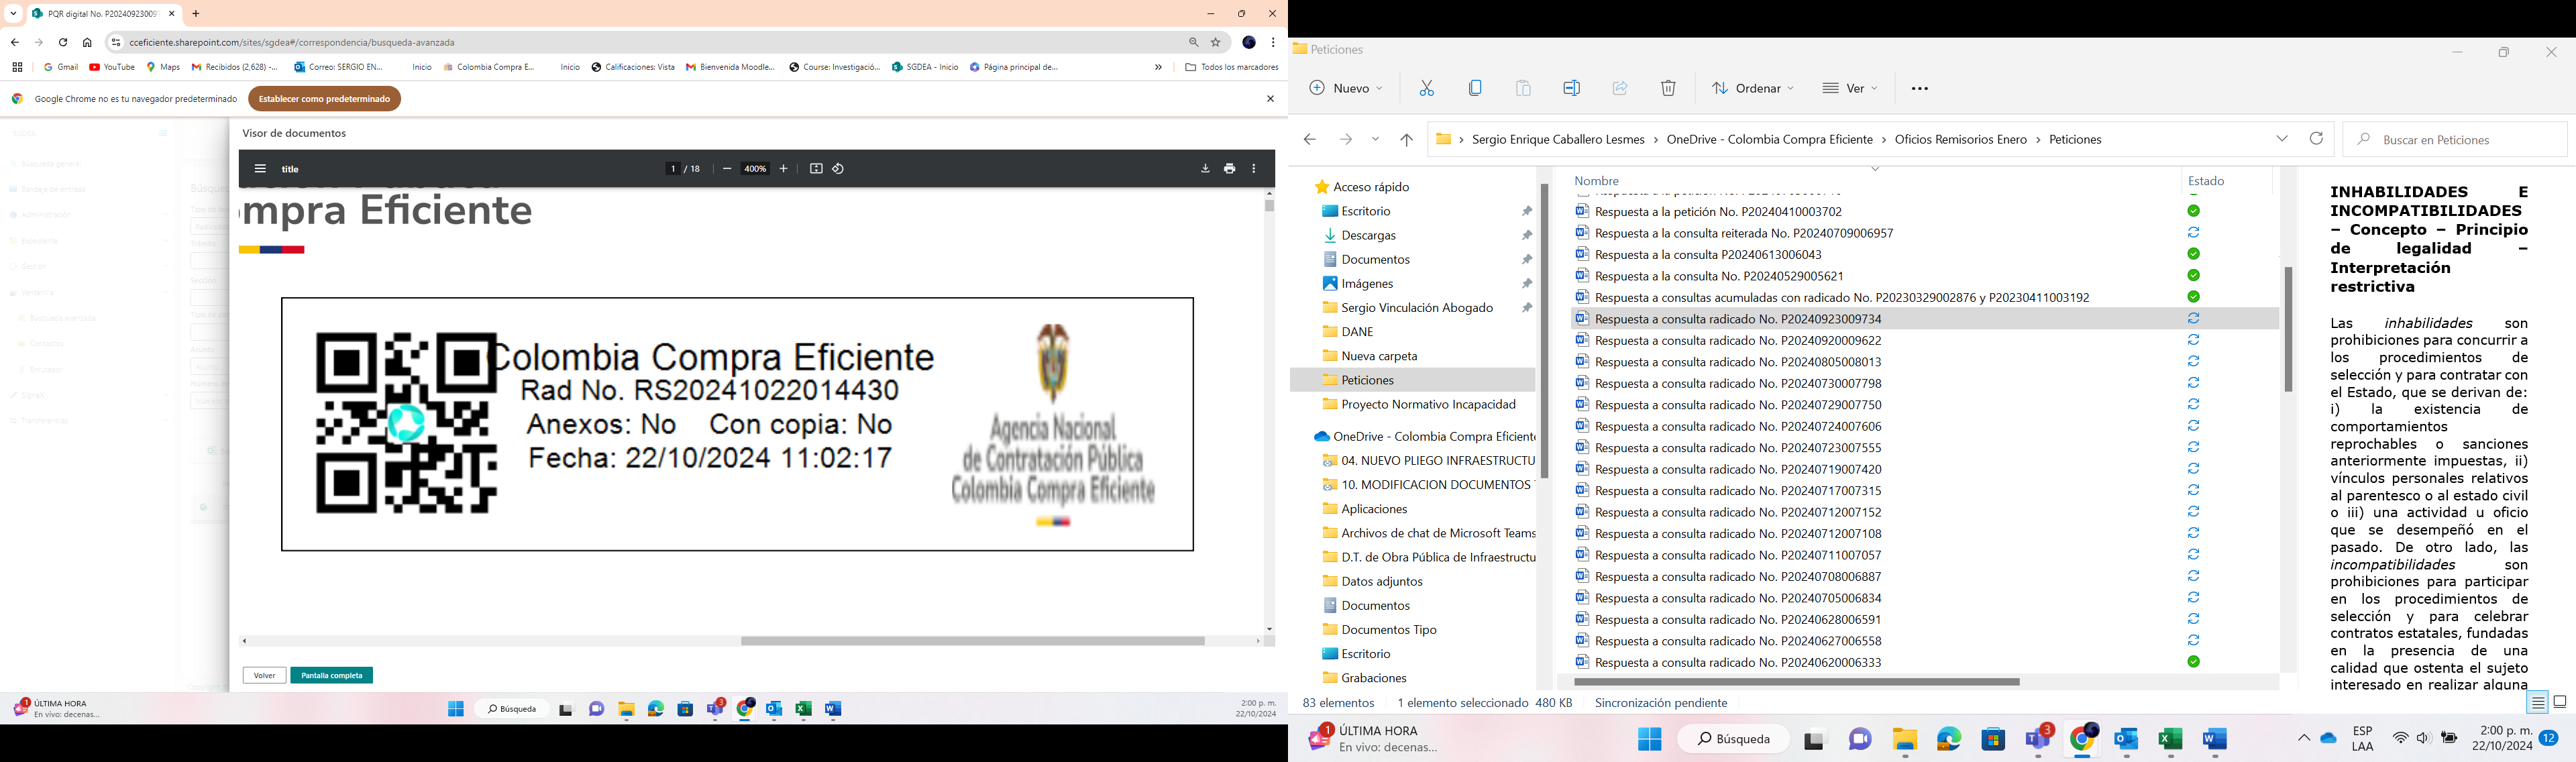 PQR digital No. P2024092300973
cceficiente.sharepoint.com/sites/sgdea#/correspondencia/busqueda-avanzada
Gmail YouTube Maps Recibidos (2,628) -... Correo: SERGIO EN... Inicio Colombia Compra E... Inicio Calificaciones: Vista Bienvenida Moodle... Course: Investigació... SGDEA - Inicio Página principal de... » Todos los marcadores
Google Chrome no es tu navegador predeterminado Establecer como predeterminado
Visor de documentos
title 1 / 18 400%
mpra Eficiente
Colombia Compra Eficiente
Rad No. RS20241022014430
Anexos: No Con copia: No
Fecha: 22/10/2024 11:02:17
Agencia Nacional
de Contratación Pública
Colombia Compra Eficiente
Volver Pantalla completa
1 ÚLTIMA HORA
En vivo: decenas...
Búsqueda
3
2:00 p. m.
22/10/2024
Peticiones
Nuevo Ordenar Ver
Sergio Enrique Caballero Lesmes > OneDrive - Colombia Compra Eficiente > Oficios Remisorios Enero > Peticiones
Buscar en Peticiones
Acceso rápido
Escritorio
Descargas
Documentos
Imágenes
Sergio Vinculación Abogado
DANE
Nueva carpeta
Peticiones
Proyecto Normativo Incapacidad
OneDrive - Colombia Compra Eficiente
04. NUEVO PLIEGO INFRAESTRUCTU
10. MODIFICACION DOCUMENTOS
Aplicaciones
Archivos de chat de Microsoft Teams
D.T. de Obra Pública de Infraestructu
Datos adjuntos
Documentos
Documentos Tipo
Escritorio
Grabaciones
Nombre Estado
Respuesta a la petición No. P20240410003702
Respuesta a la consulta reiterada No. P20240709006957
Respuesta a la consulta P20240613006043
Respuesta a la consulta No. P20240529005621
Respuesta a consultas acumuladas con radicado No. P20230329002876 y P20230411003192
Respuesta a consulta radicado No. P20240923009734
Respuesta a consulta radicado No. P20240920009622
Respuesta a consulta radicado No. P20240805008013
Respuesta a consulta radicado No. P20240730007798
Respuesta a consulta radicado No. P20240729007750
Respuesta a consulta radicado No. P20240724007606
Respuesta a consulta radicado No. P20240723007555
Respuesta a consulta radicado No. P20240719007420
Respuesta a consulta radicado No. P20240717007315
Respuesta a consulta radicado No. P20240712007152
Respuesta a consulta radicado No. P20240712007108
Respuesta a consulta radicado No. P20240711007057
Respuesta a consulta radicado No. P20240708006887
Respuesta a consulta radicado No. P20240705006834
Respuesta a consulta radicado No. P20240628006591
Respuesta a consulta radicado No. P20240627006558
Respuesta a consulta radicado No. P20240620006333
INHABILIDADES E
INCOMPATIBILIDADES
– Concepto – Principio
de legalidad –
Interpretación
restrictiva
Las inhabilidades son
prohibiciones para concurrir a
los procedimientos de
selección y para contratar con
el Estado, que se derivan de:
i) la existencia de
comportamientos
reprochables o sanciones
anteriormente impuestas, ii)
vínculos personales relativos
al parentesco o al estado civil
o iii) una actividad u oficio
que se desempeñó en el
pasado. De otro lado, las
incompatibilidades son
prohibiciones para participar
en los procedimientos de
selección y para celebrar
contratos estatales, fundadas
en la presencia de una
calidad que ostenta el sujeto
interesado en realizar alguna
83 elementos 1 elemento seleccionado 480 KB Sincronización pendiente
1 ÚLTIMA HORA
En vivo: decenas...
Búsqueda
3
ESP
LAA
2:00 p. m.
22/10/2024
12